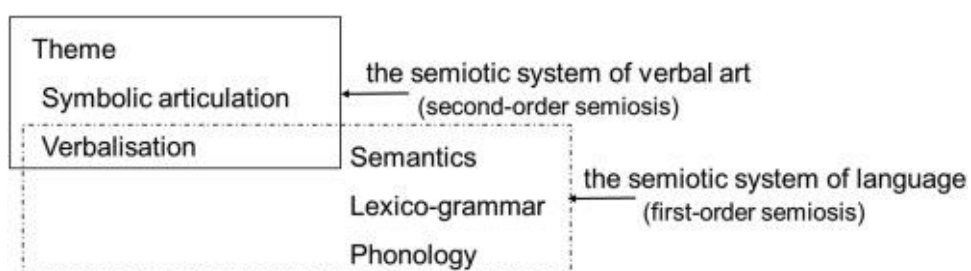 Theme
the semiotic system of verbal art
Symbolic articulation
(second-order semiosis)
Verbalisation
Semantics
the semiotic system of language
Lexico-grammar
(first-order semiosis)
Phonology